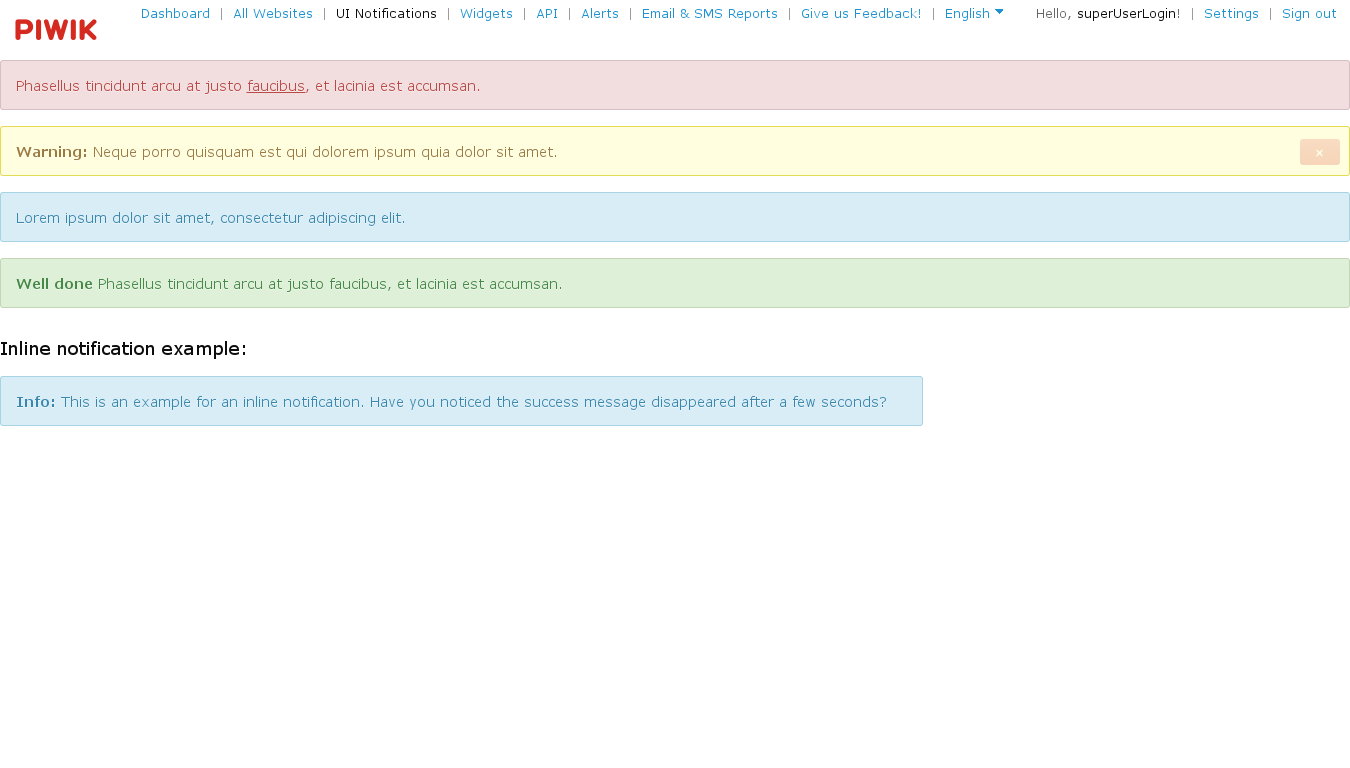 PIWIK
Dashboard | All Websites | UI Notifications | Widgets | API | Alerts | Email & SMS Reports | Give us Feedback! | English Hello, superUserLogin! | Settings | Sign out
Phasellus tincidunt arcu at justo faucibus, et lacinia est accumsan.
Warning: Neque porro quisquam est qui dolorem ipsum quia dolor sit amet. ×
Lorem ipsum dolor sit amet, consectetur adipiscing elit.
Well done Phasellus tincidunt arcu at justo faucibus, et lacinia est accumsan.
Inline notification example:
Info: This is an example for an inline notification. Have you noticed the success message disappeared after a few seconds?